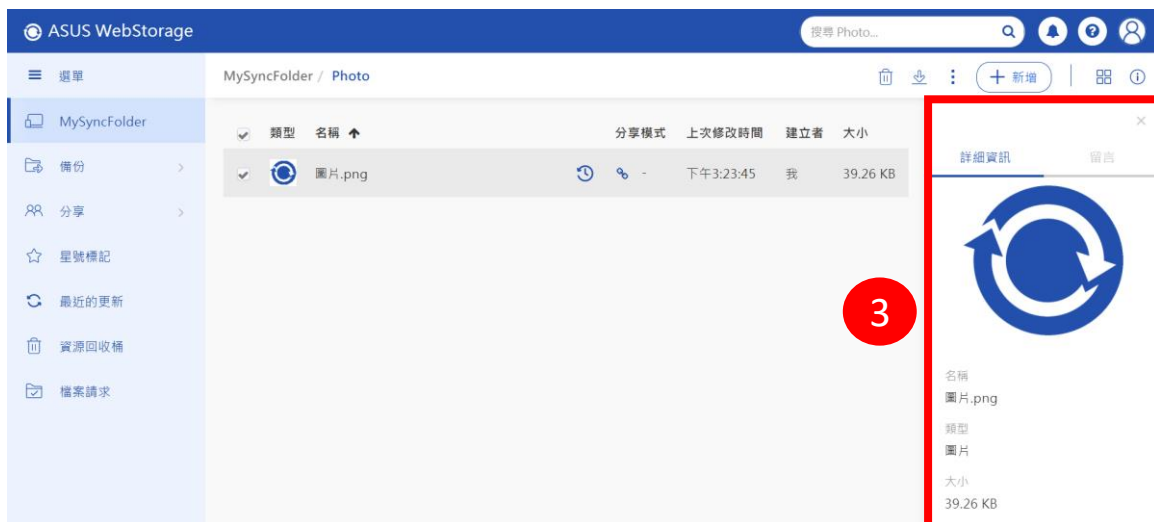 ASUS WebStorage
搜尋 Photo...
選單
MySyncFolder / Photo
新增
MySyncFolder
備份
分享
星號標記
最近的更新
資源回收桶
檔案請求
類型 名稱 分享模式 上次修改時間 建立者 大小
圖片.png - 下午3:23:45 我 39.26 KB
3
詳細資訊 留言
名稱
圖片.png
類型
圖片
大小
39.26 KB